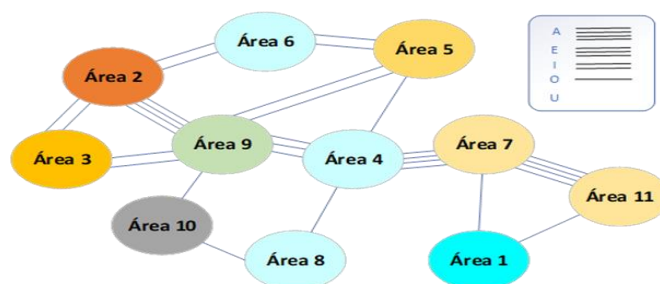 Área 6
Área 5
Área 2
Área 9
Área 7
Área 3
Área 4
Área 11
Área 10
Área 8
Área 1
A
E
I
O
U